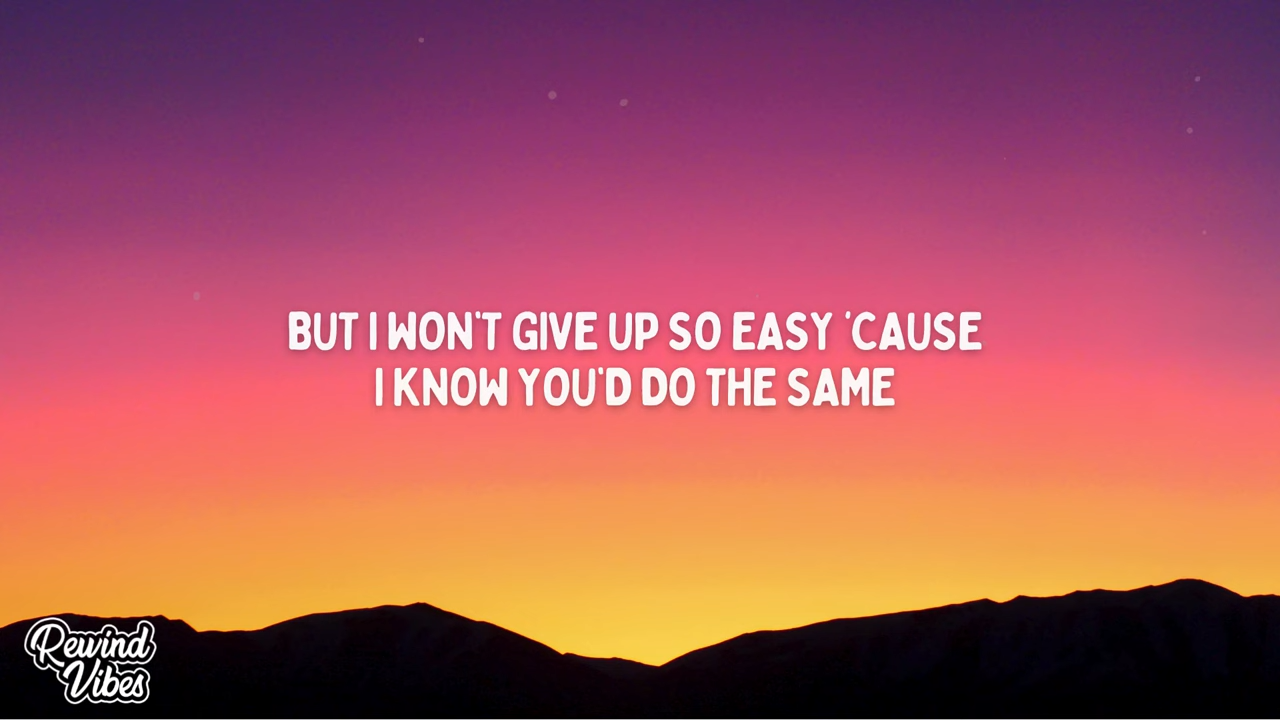 BUT I WON'T GIVE UP SO EASY 'CAUSE
I KNOW YOU'D DO THE SAME
Rewind
Vibes